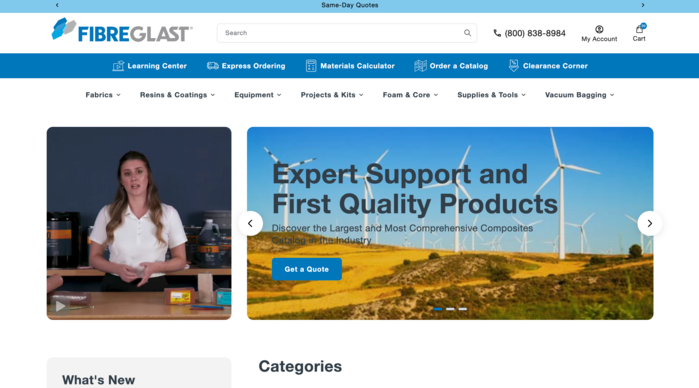 Same-Day Quotes
FIBREGLAST
Search
(800) 838-8984
My Account
Cart
Learning Center
Express Ordering
Materials Calculator
Order a Catalog
Clearance Corner
Fabrics
Resins & Coatings
Equipment
Projects & Kits
Foam & Core
Supplies & Tools
Vacuum Bagging
Expert Support and
First Quality Products
Discover the Largest and Most Comprehensive Composites
Catalog in the Industry
Get a Quote
What's New
Categories